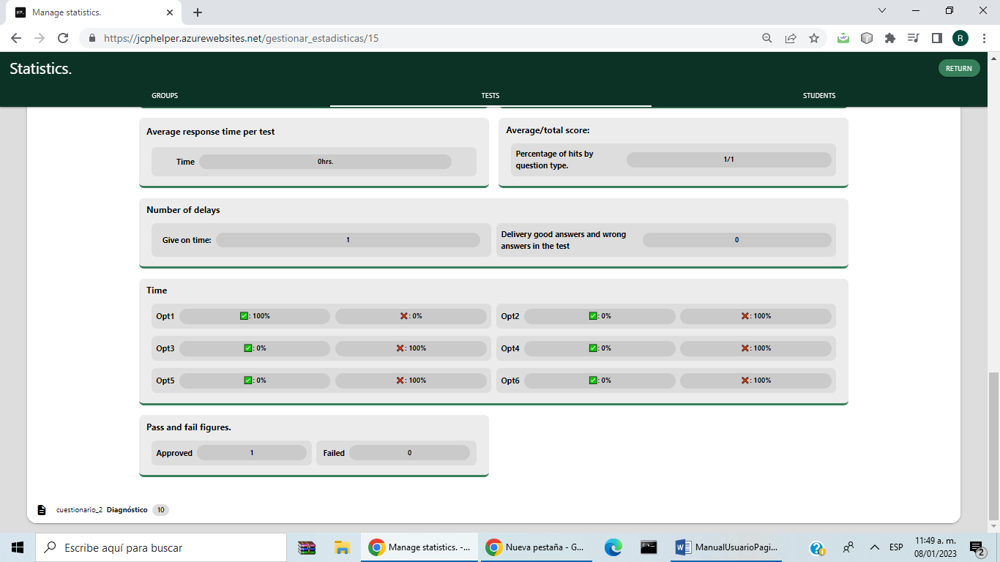 JCP_ Manage statistics.
https://jcphelper.azurewebsites.net/gestionar_estadisticas/15
R
Statistics.
RETURN
GROUPS TESTS STUDENTS
Average response time per test
Time 0hrs.
Average/total score:
Percentage of hits by
question type.
1/1
Number of delays
Give on time: 1
Delivery good answers and wrong
answers in the test
0
Time
Opt1 ✅: 100% ❌: 0% Opt2 ✅: 0% ❌: 100%
Opt3 ✅: 0% ❌: 100% Opt4 ✅: 0% ❌: 100%
Opt5 ✅: 0% ❌: 100% Opt6 ✅: 0% ❌: 100%
Pass and fail figures.
Approved 1 Failed 0
cuestionario_2 Diagnóstico 10
Escribe aquí para buscar
Manage statistics. -...
Nueva pestaña - G...
ManualUsuarioPagi...
ESP
11:49 a. m.
08/01/2023
2